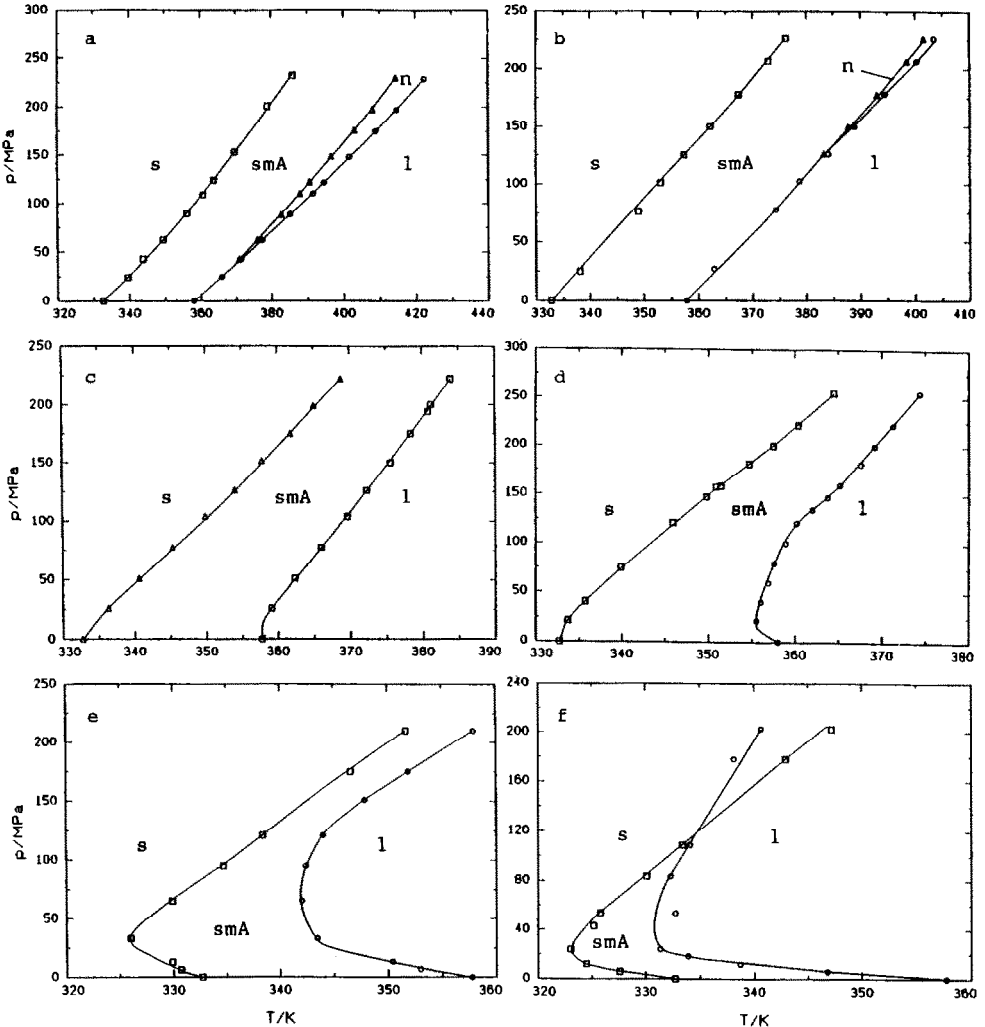 a
p/MPa
300
250
200
150
100
50
0
s
smA
n
l
320
340
360
380
400
420
440
b
250
200
150
100
50
0
s
smA
n
l
330
340
350
360
370
380
390
400
410
c
p/MPa
250
200
150
100
50
0
s
smA
l
330
340
350
360
370
380
390
d
300
250
200
150
100
50
0
s
smA
l
330
340
350
360
370
380
e
p/MPa
250
200
150
100
50
0
s
smA
l
320
330
340
350
360
T/K
f
240
200
160
120
80
40
0
s
smA
l
320
330
340
350
360
T/K